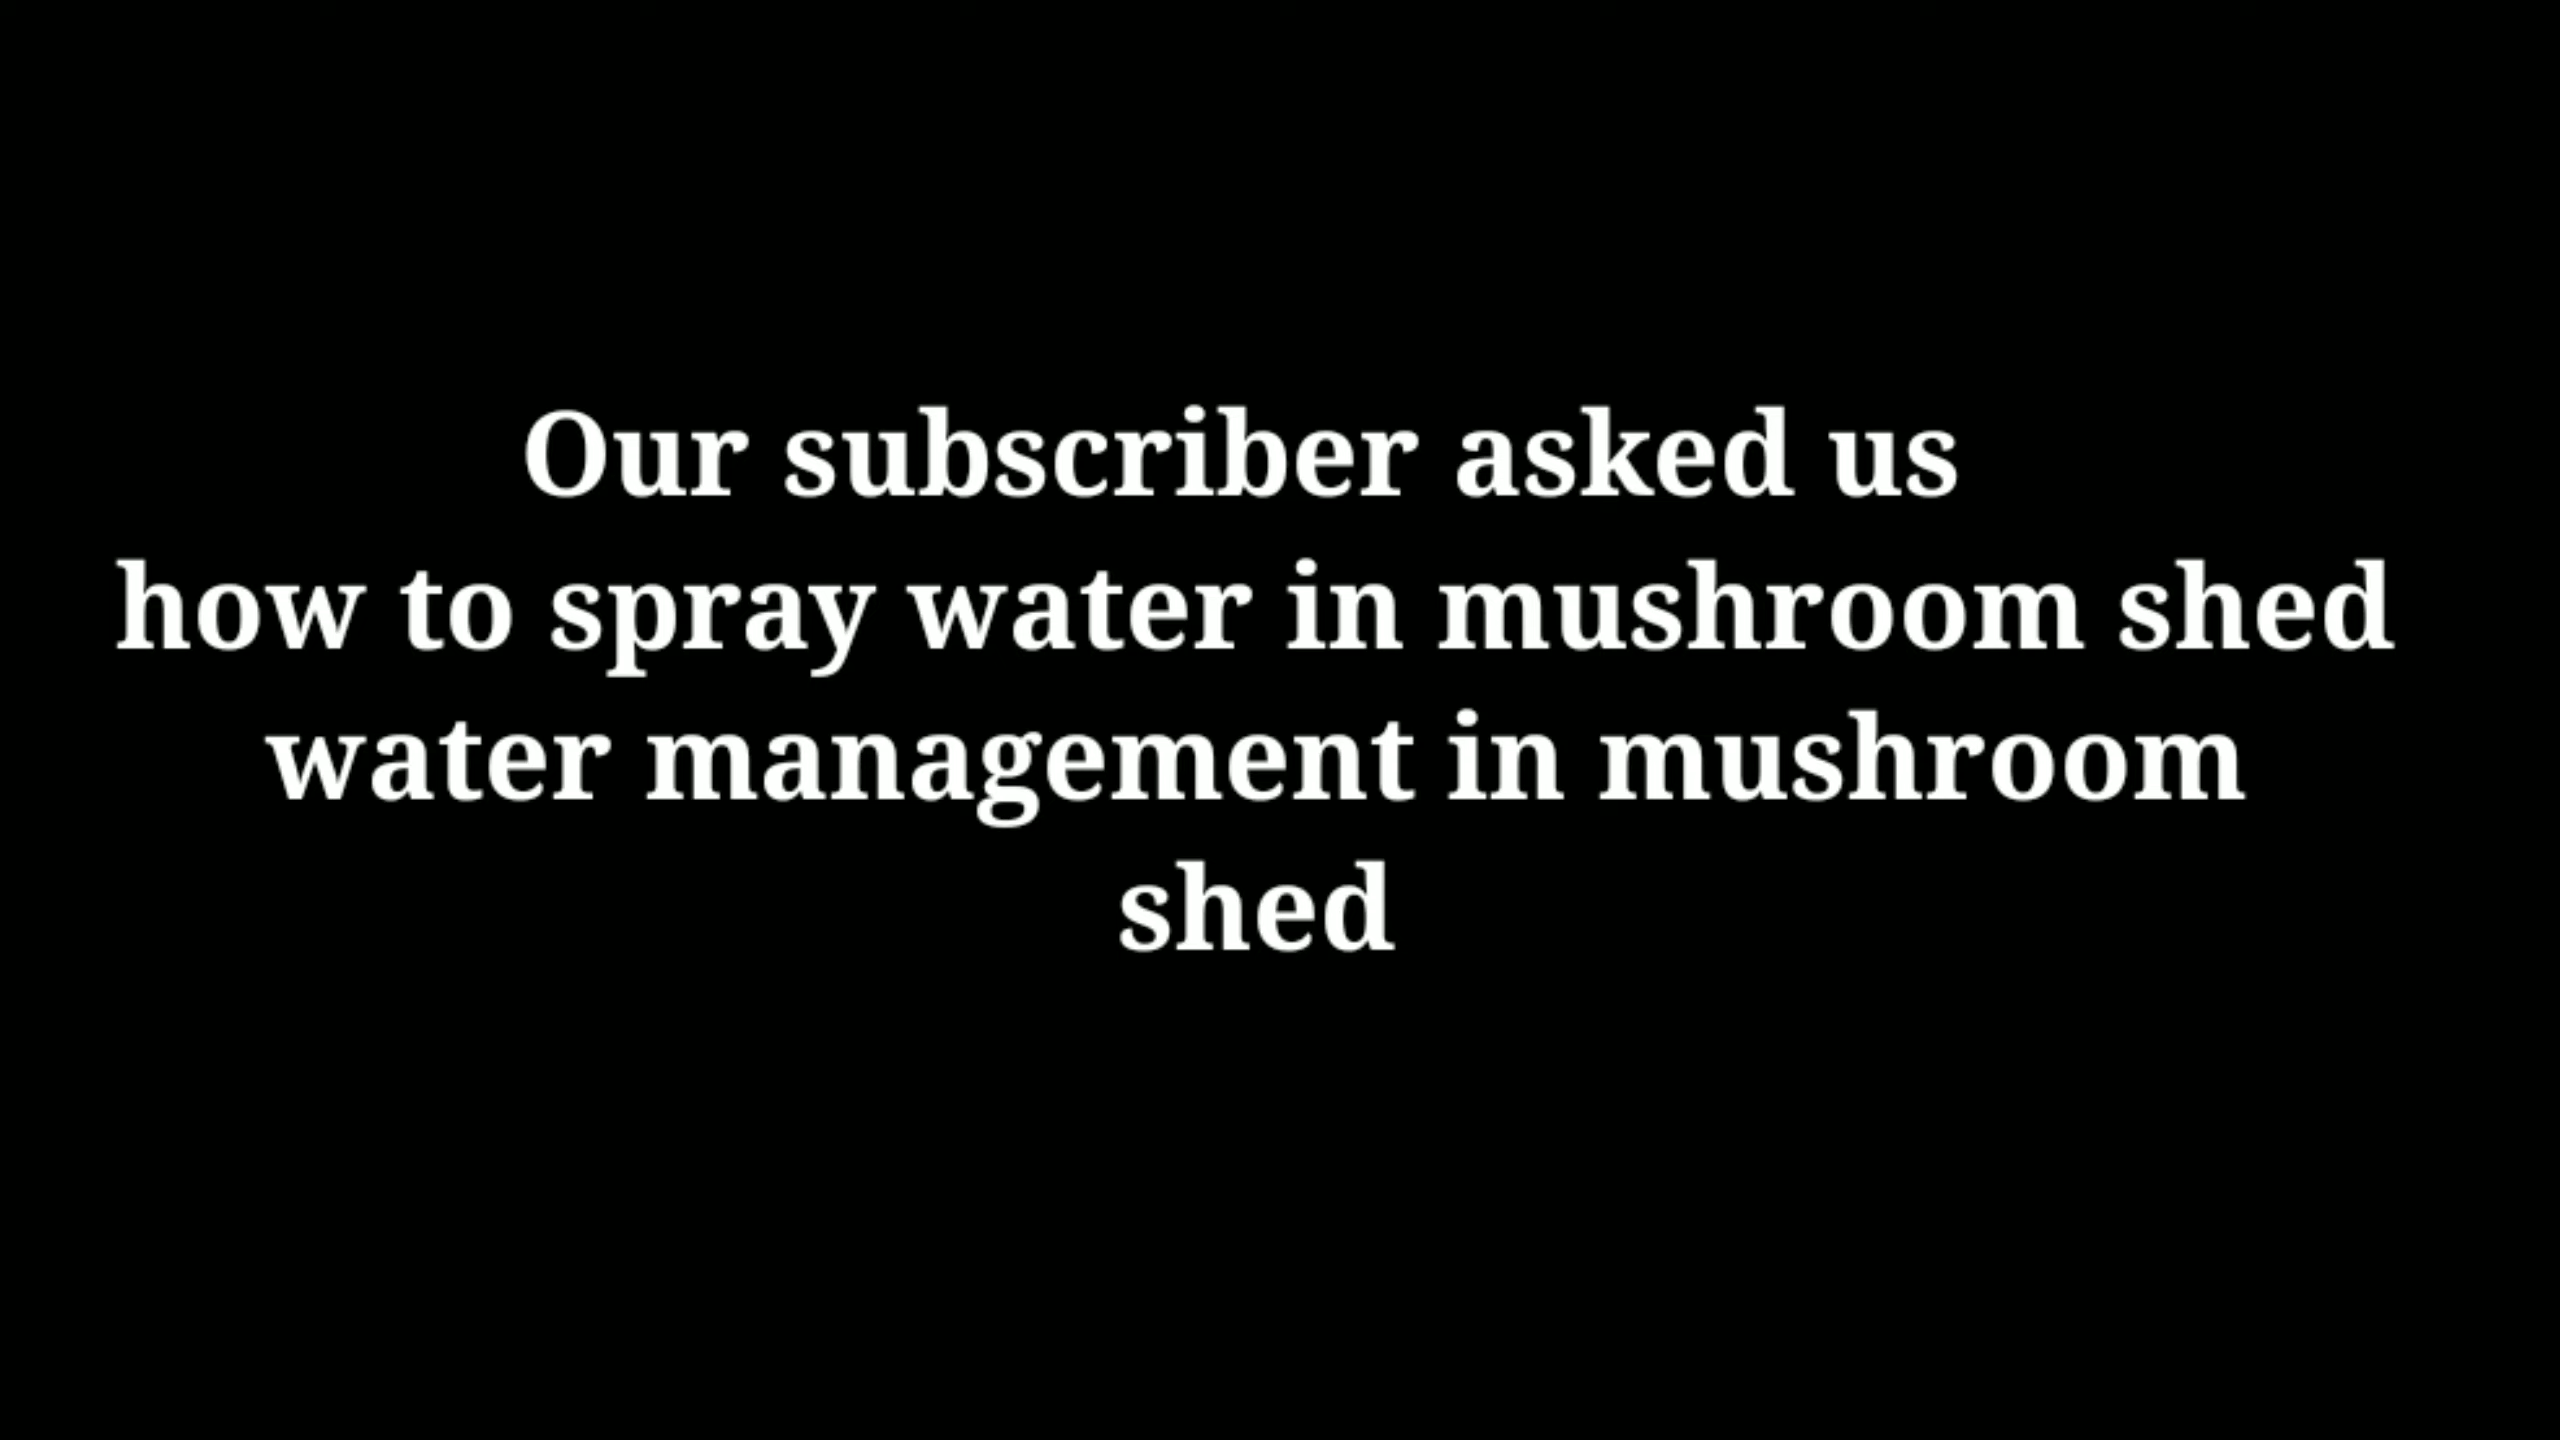 Our subscriber asked us
how to spray water in mushroom shed
water management in mushroom
shed